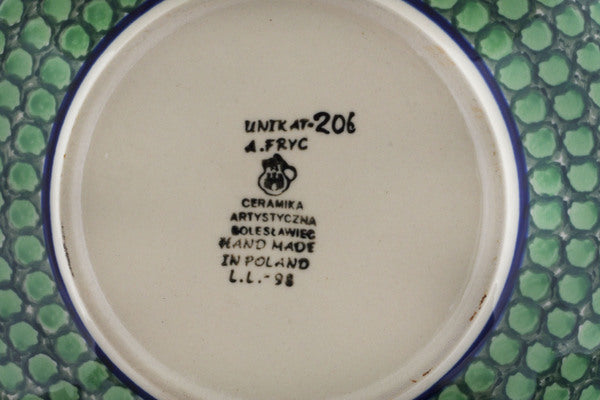 UNIKAT-206
A.FRYC
CERAMIKA
ARTYSTYCZNA
BOLESŁAWIEC
HAND MADE
IN POLAND
L.L.-98